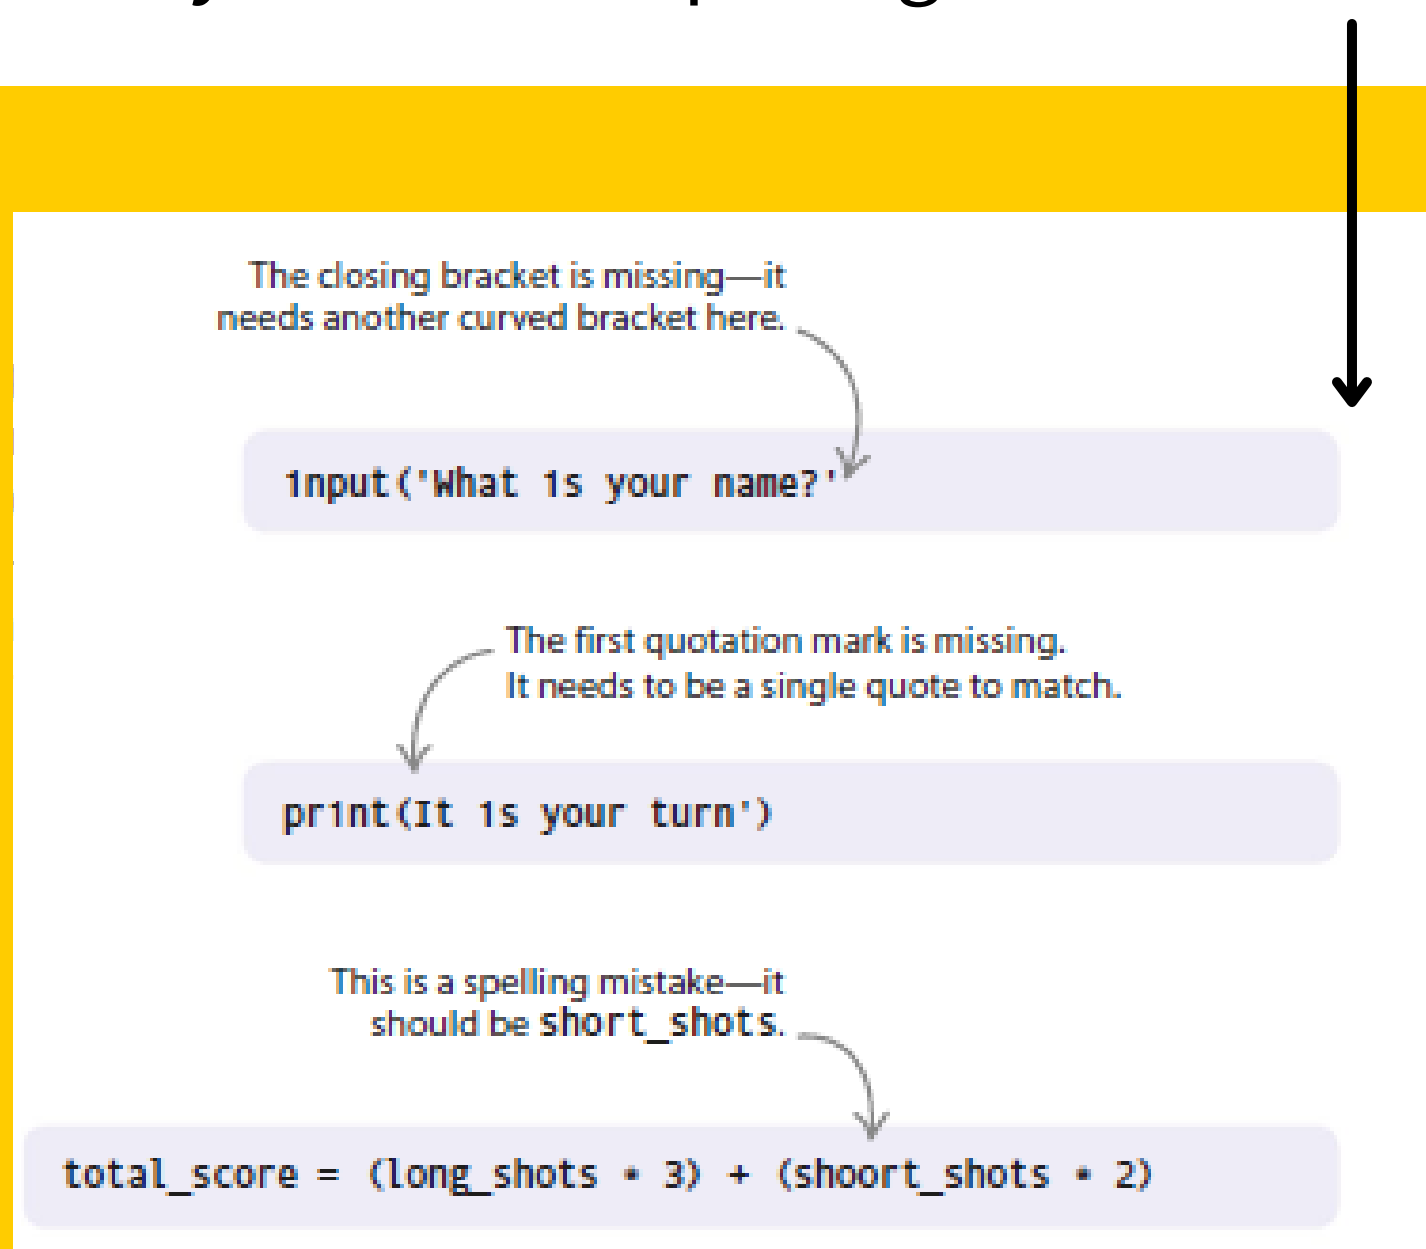 The closing bracket is missing—it
needs another curved bracket here.
input('What is your name?'
The first quotation mark is missing.
It needs to be a single quote to match.
print(It is your turn')
This is a spelling mistake—it
should be short_shots.
total_score = (long_shots * 3) + (shoort_shots * 2)